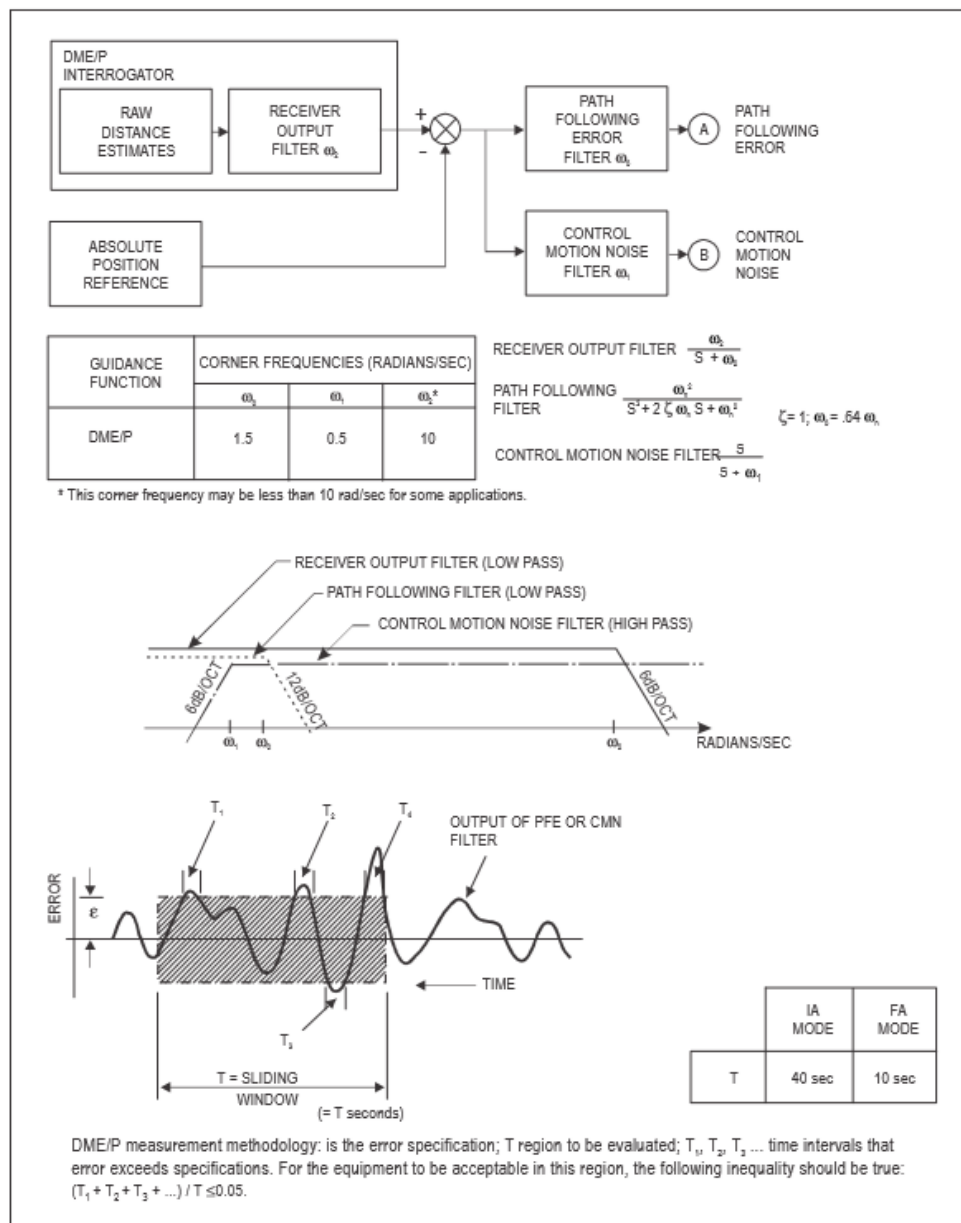 DME/P
INTERROGATOR
RAW
DISTANCE
ESTIMATES
RECEIVER
OUTPUT
FILTER ω₂
+
−
PATH
FOLLOWING
ERROR
FILTER ω₀
A
PATH
FOLLOWING
ERROR
ABSOLUTE
POSITION
REFERENCE
CONTROL
MOTION NOISE
FILTER ω₁
B
CONTROL
MOTION
NOISE
GUIDANCE
FUNCTION
CORNER FREQUENCIES (RADIANS/SEC)
ω₀ ω₁ ω₂*
DME/P 1.5 0.5 10
* This corner frequency may be less than 10 rad/sec for some applications.
RECEIVER OUTPUT FILTER ω₂ / S + ω₂
PATH FOLLOWING
FILTER ωₙ² / S² + 2 ζ ωₙ S + ωₙ² ζ = 1; ω₀ = .64 ωₙ
CONTROL MOTION NOISE FILTER S / S + ω₁
RECEIVER OUTPUT FILTER (LOW PASS)
PATH FOLLOWING FILTER (LOW PASS)
CONTROL MOTION NOISE FILTER (HIGH PASS)
6dB/OCT
12dB/OCT
6dB/OCT
ω₁ ω₀ ω₂ RADIANS/SEC
T₁ T₂ T₄
OUTPUT OF PFE OR CMN
FILTER
ERROR
ε
TIME
T₃
T = SLIDING
WINDOW
(= T seconds)
IA
MODE
FA
MODE
T 40 sec 10 sec
DME/P measurement methodology: is the error specification; T region to be evaluated; T₁, T₂, T₃ ... time intervals that
error exceeds specifications. For the equipment to be acceptable in this region, the following inequality should be true:
(T₁ + T₂ + T₃ + ...) / T ≤0.05.